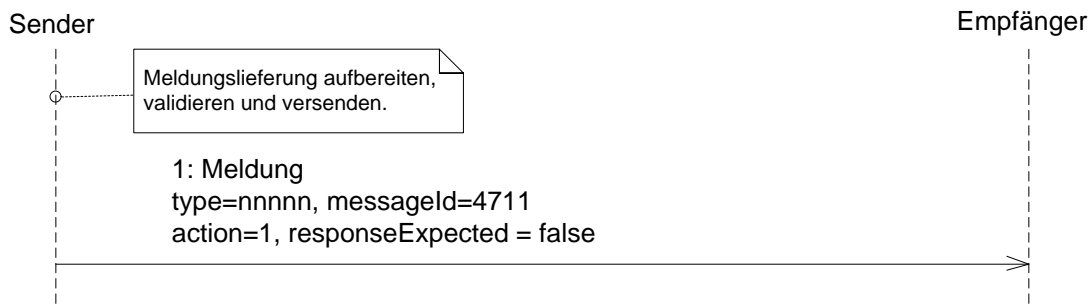 Sender
Empfänger
Meldungslieferung aufbereiten,
validieren und versenden.
1: Meldung
type=nnnnn, messageId=4711
action=1, responseExpected = false